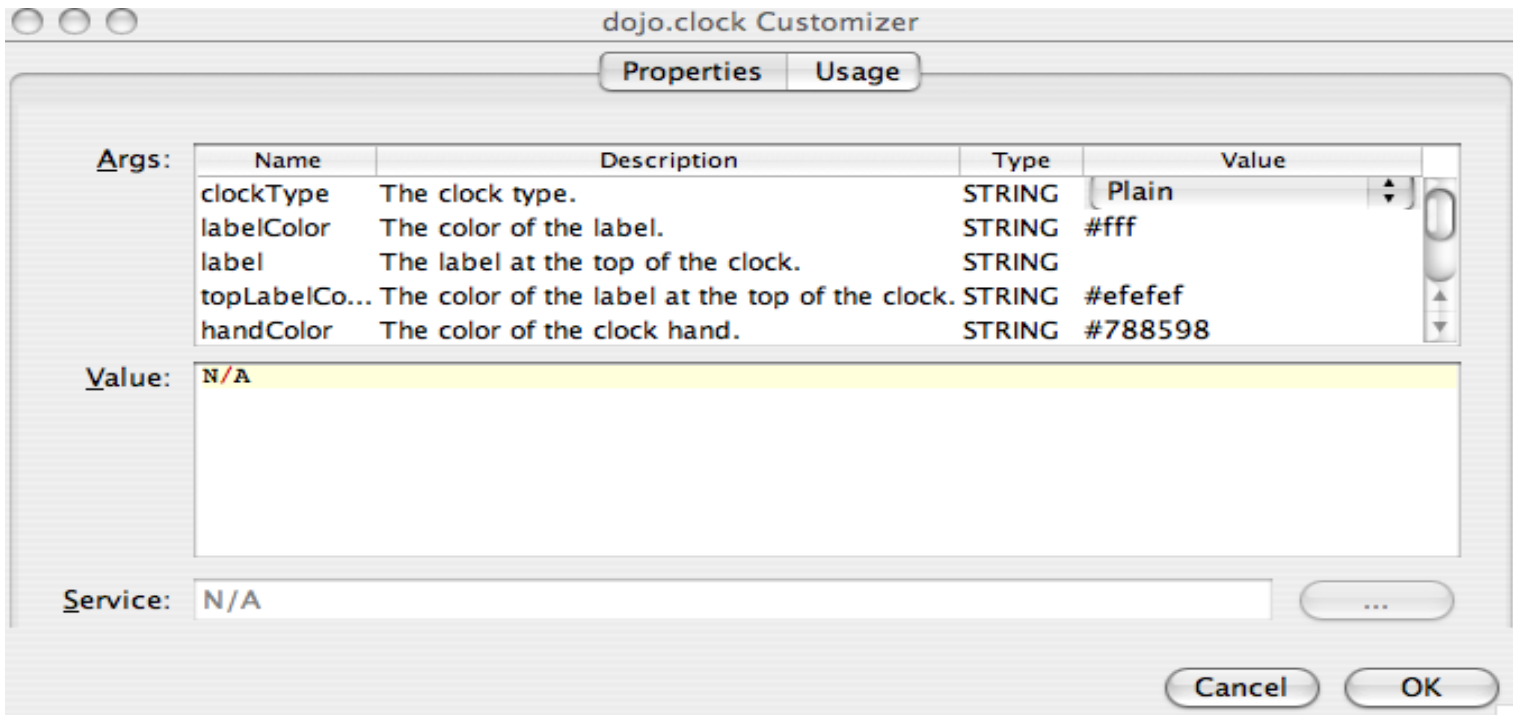 dojo.clock Customizer
Properties Usage
Args: Name Description Type Value
clockType The clock type. STRING Plain
labelColor The color of the label. STRING #fff
label The label at the top of the clock. STRING
topLabelCo... The color of the label at the top of the clock. STRING #efefef
handColor The color of the clock hand. STRING #788598
Value: N/A
Service: N/A ...
Cancel OK